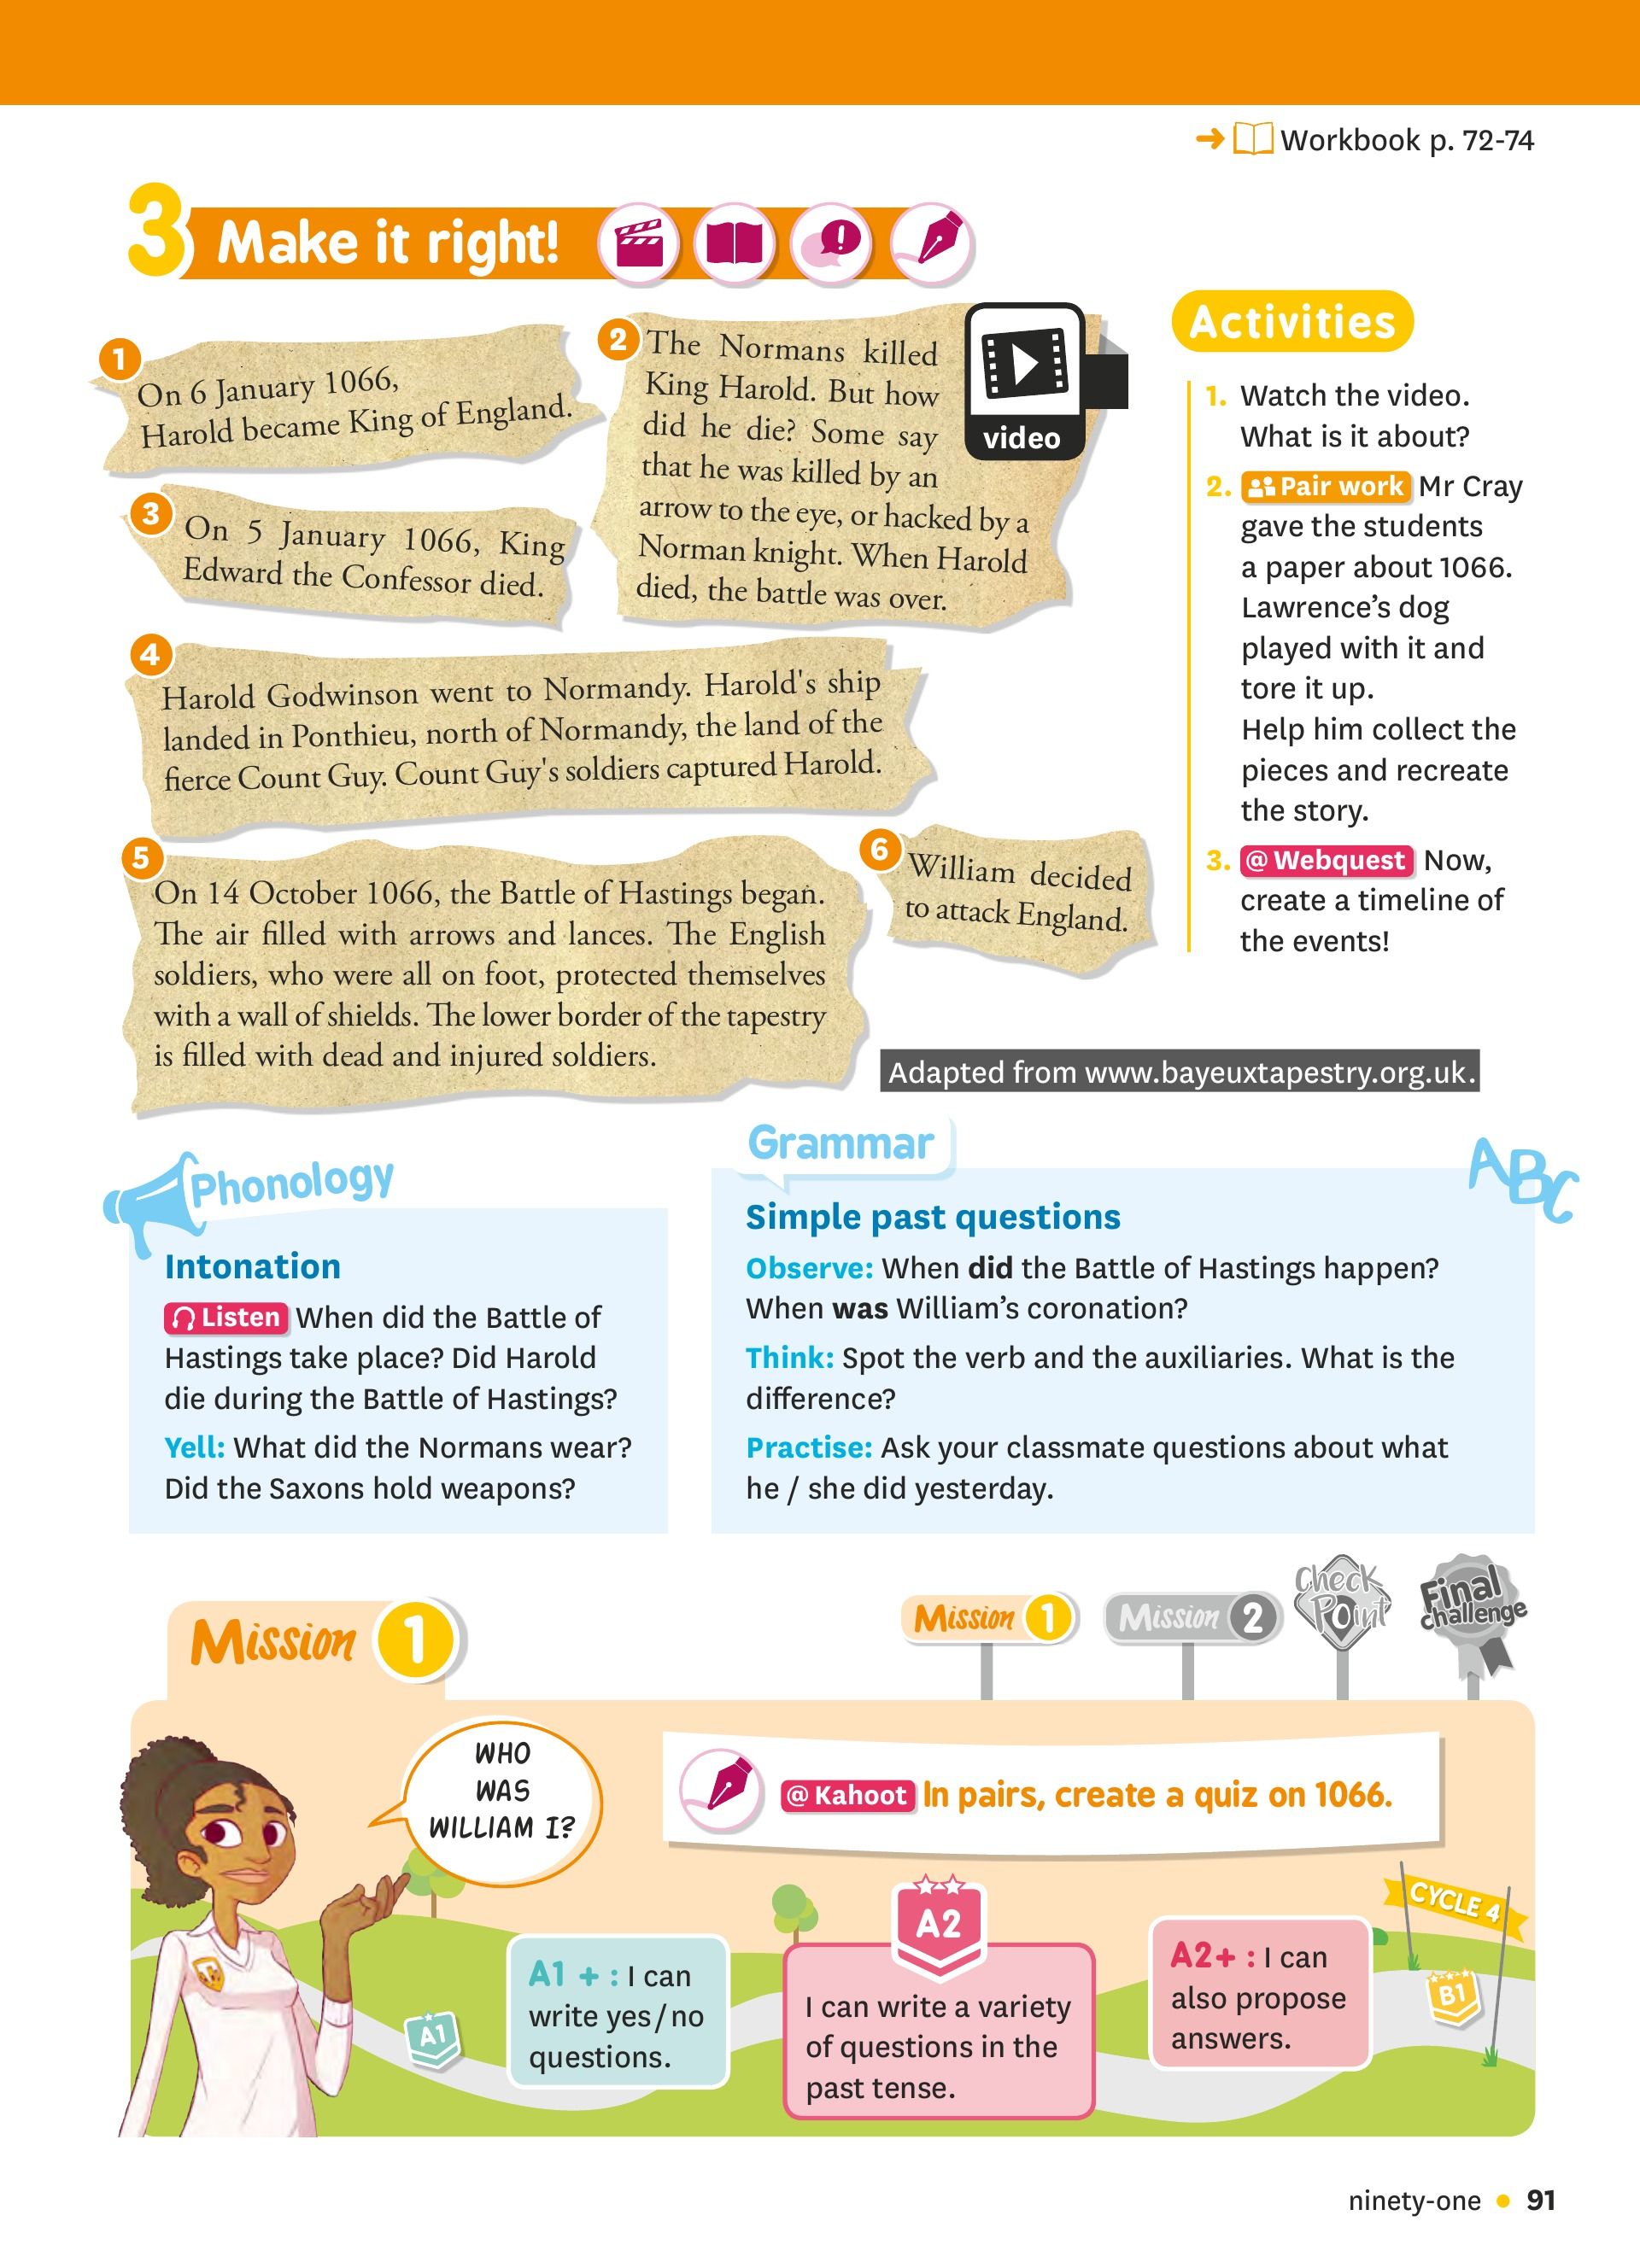 Workbook p. 72-74
3 Make it right!
1
On 6 January 1066,
Harold became King of England.
2
The Normans killed
King Harold. But how
did he die? Some say
that he was killed by an
arrow to the eye, or hacked by a
Norman knight. When Harold
died, the battle was over.
video
3
On 5 January 1066, King
Edward the Confessor died.
4
Harold Godwinson went to Normandy. Harold's ship
landed in Ponthieu, north of Normandy, the land of the
fierce Count Guy. Count Guy's soldiers captured Harold.
5
On 14 October 1066, the Battle of Hastings began.
The air filled with arrows and lances. The English
soldiers, who were all on foot, protected themselves
with a wall of shields. The lower border of the tapestry
is filled with dead and injured soldiers.
6
William decided
to attack England.
Adapted from www.bayeuxtapestry.org.uk.
Activities
1. Watch the video.
What is it about?
2. Pair work Mr Cray
gave the students
a paper about 1066.
Lawrence’s dog
played with it and
tore it up.
Help him collect the
pieces and recreate
the story.
3. @ Webquest Now,
create a timeline of
the events!
Phonology
Intonation
Listen When did the Battle of
Hastings take place? Did Harold
die during the Battle of Hastings?
Yell: What did the Normans wear?
Did the Saxons hold weapons?
Grammar
ABC
Simple past questions
Observe: When did the Battle of Hastings happen?
When was William’s coronation?
Think: Spot the verb and the auxiliaries. What is the
difference?
Practise: Ask your classmate questions about what
he / she did yesterday.
Mission 1
Mission 1
Mission 2
Check
Point
Final
challenge
WHO
WAS
WILLIAM I?
@ Kahoot In pairs, create a quiz on 1066.
A1
A1 + : I can
write yes/no
questions.
A2
I can write a variety
of questions in the
past tense.
A2+ : I can
also propose
answers.
CYCLE 4
B1
ninety-one • 91